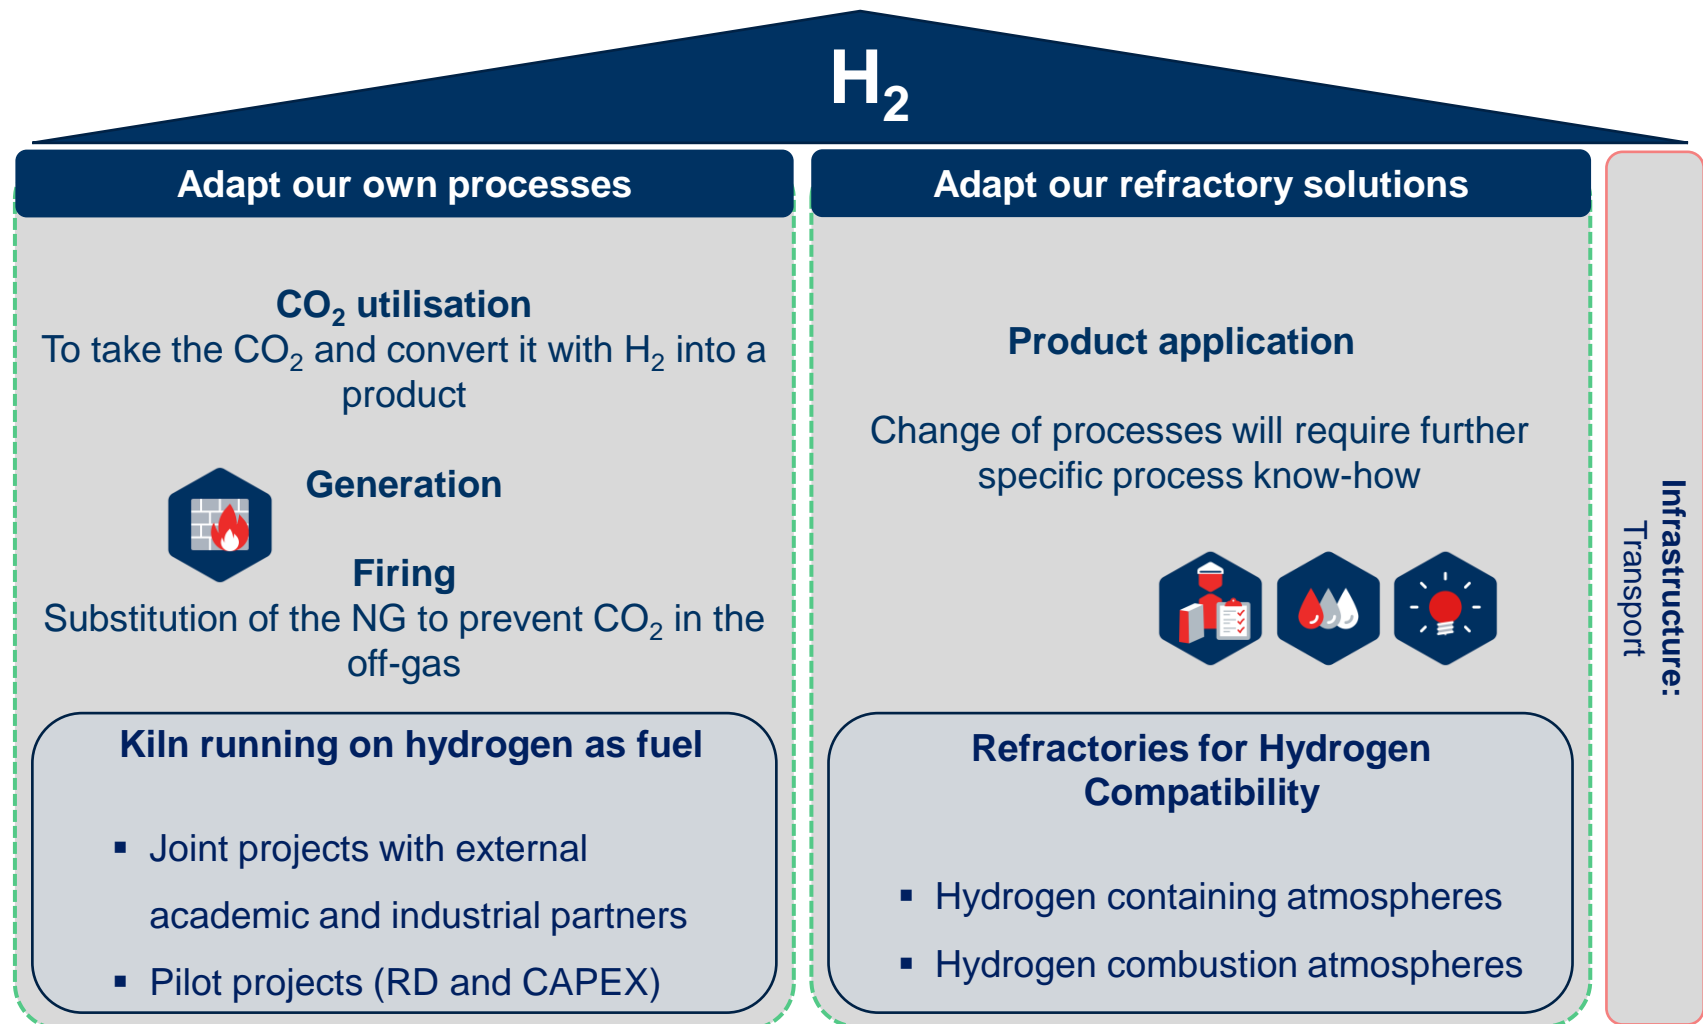 H₂
Adapt our own processes
CO₂ utilisation
To take the CO₂ and convert it with H₂ into a
product
Generation
Firing
Substitution of the NG to prevent CO₂ in the
off-gas
Kiln running on hydrogen as fuel
▪ Joint projects with external
academic and industrial partners
▪ Pilot projects (RD and CAPEX)
Adapt our refractory solutions
Product application
Change of processes will require further
specific process know-how
Refractories for Hydrogen
Compatibility
▪ Hydrogen containing atmospheres
▪ Hydrogen combustion atmospheres
Infrastructure:
Transport